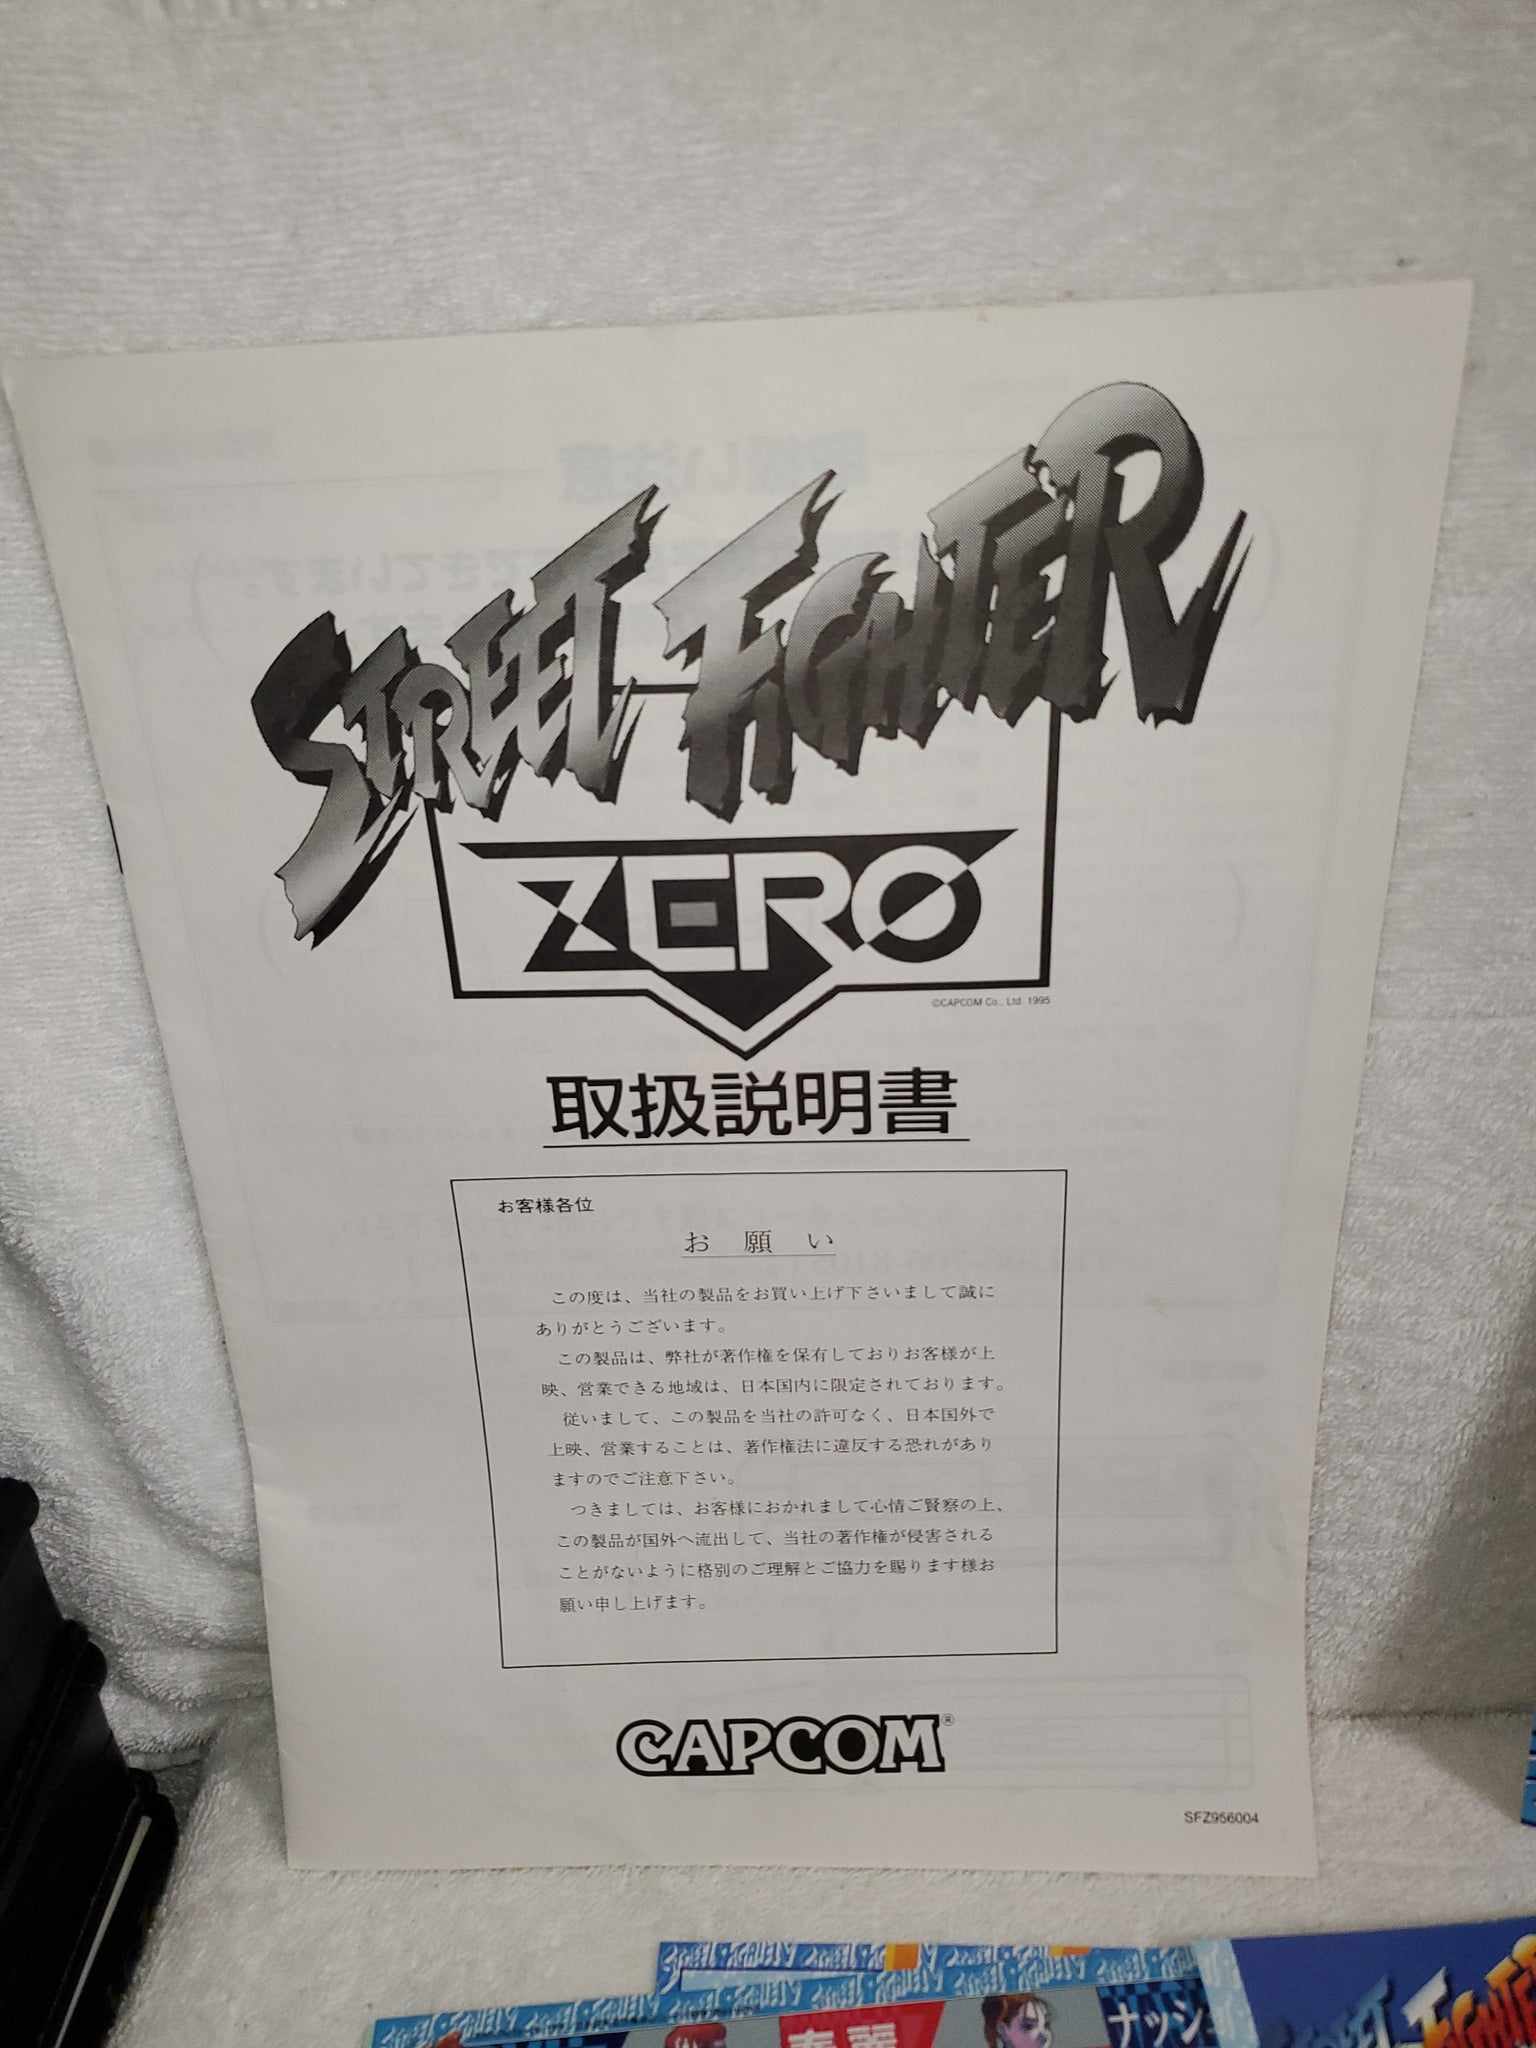 STREET FIGHTER
ZERO
©CAPCOM Co., Ltd. 1995
取扱説明書
お客様各位
お願い
この度は、当社の製品をお買い上げ下さいまして誠に
ありがとうございます。
この製品は、弊社が著作権を保有しておりお客様が上
映、営業できる地域は、日本国内に限定されております。
従いまして、この製品を当社の許可なく、日本国外で
上映、営業することは、著作権法に違反する恐れがあり
ますのでご注意下さい。
つきましては、お客様におかれまして心情ご賢察の上、
この製品が国外へ流出して、当社の著作権が侵害される
ことがないように格別のご理解とご協力を賜ります様お
願い申し上げます。
CAPCOM®
SFZ956004
春麗
ナッシュ
STREET FIGHTER